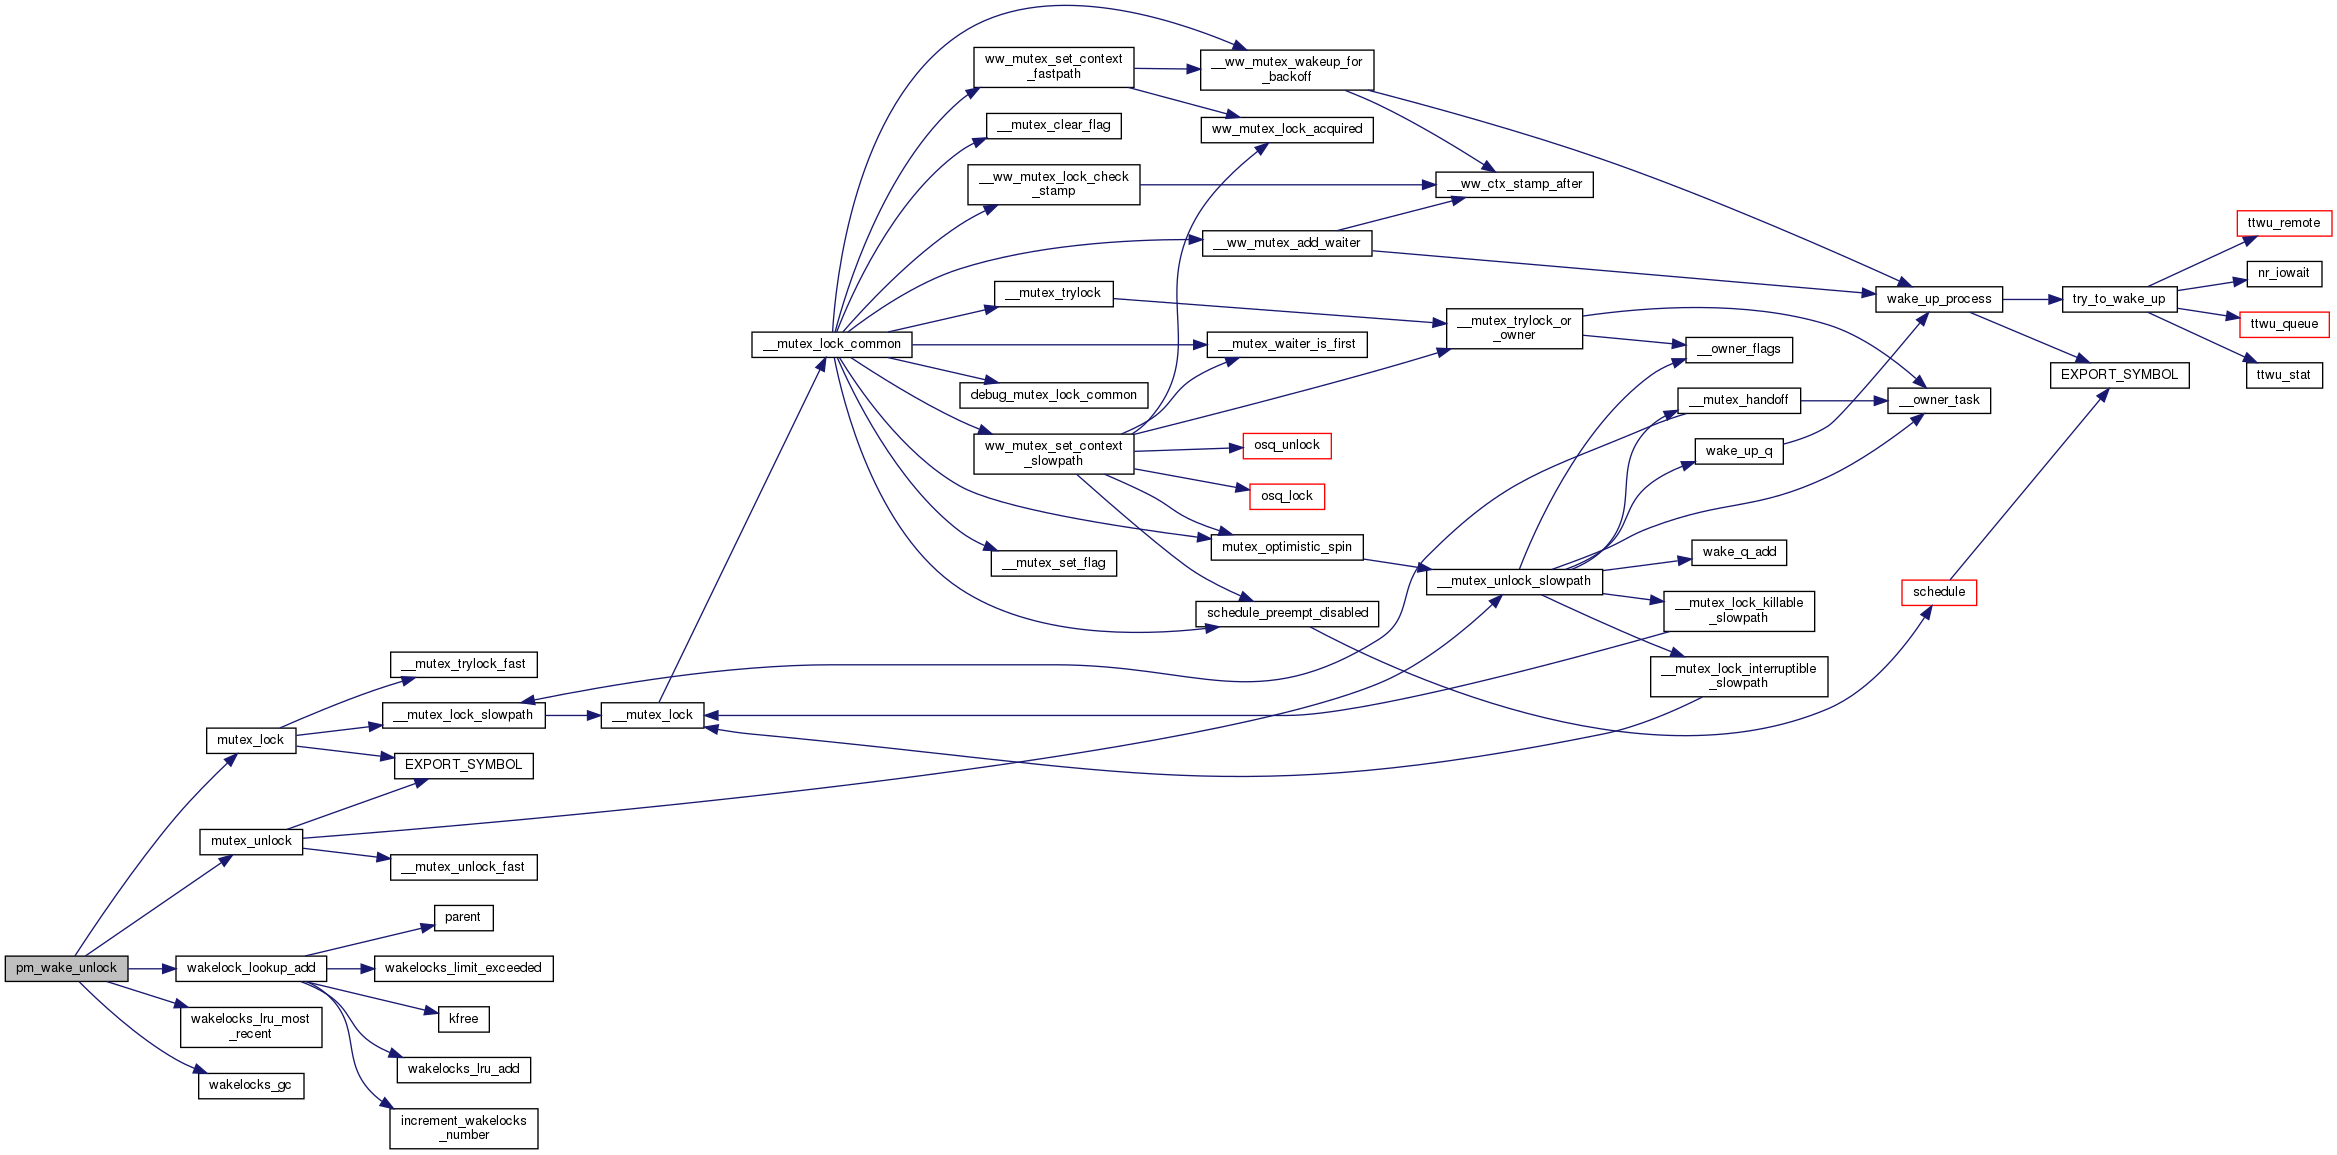 ww_mutex_set_context
_fastpath
__ww_mutex_wakeup_for
_backoff
__mutex_clear_flag
ww_mutex_lock_acquired
__ww_mutex_lock_check
_stamp
__ww_ctx_stamp_after
__ww_mutex_add_waiter
ttwu_remote
nr_iowait
__mutex_trylock
wake_up_process
try_to_wake_up
__mutex_trylock_or
_owner
ttwu_queue
__mutex_lock_common
__mutex_waiter_is_first
__owner_flags
EXPORT_SYMBOL
ttwu_stat
debug_mutex_lock_common
__mutex_handoff
__owner_task
ww_mutex_set_context
_slowpath
osq_unlock
wake_up_q
osq_lock
mutex_optimistic_spin
wake_q_add
__mutex_set_flag
__mutex_unlock_slowpath
schedule
schedule_preempt_disabled
__mutex_lock_killable
_slowpath
__mutex_trylock_fast
__mutex_lock_interruptible
_slowpath
__mutex_lock_slowpath
__mutex_lock
mutex_lock
EXPORT_SYMBOL
mutex_unlock
__mutex_unlock_fast
parent
pm_wake_unlock
wakelock_lookup_add
wakelocks_limit_exceeded
wakelocks_lru_most
_recent
kfree
wakelocks_lru_add
wakelocks_gc
increment_wakelocks
_number